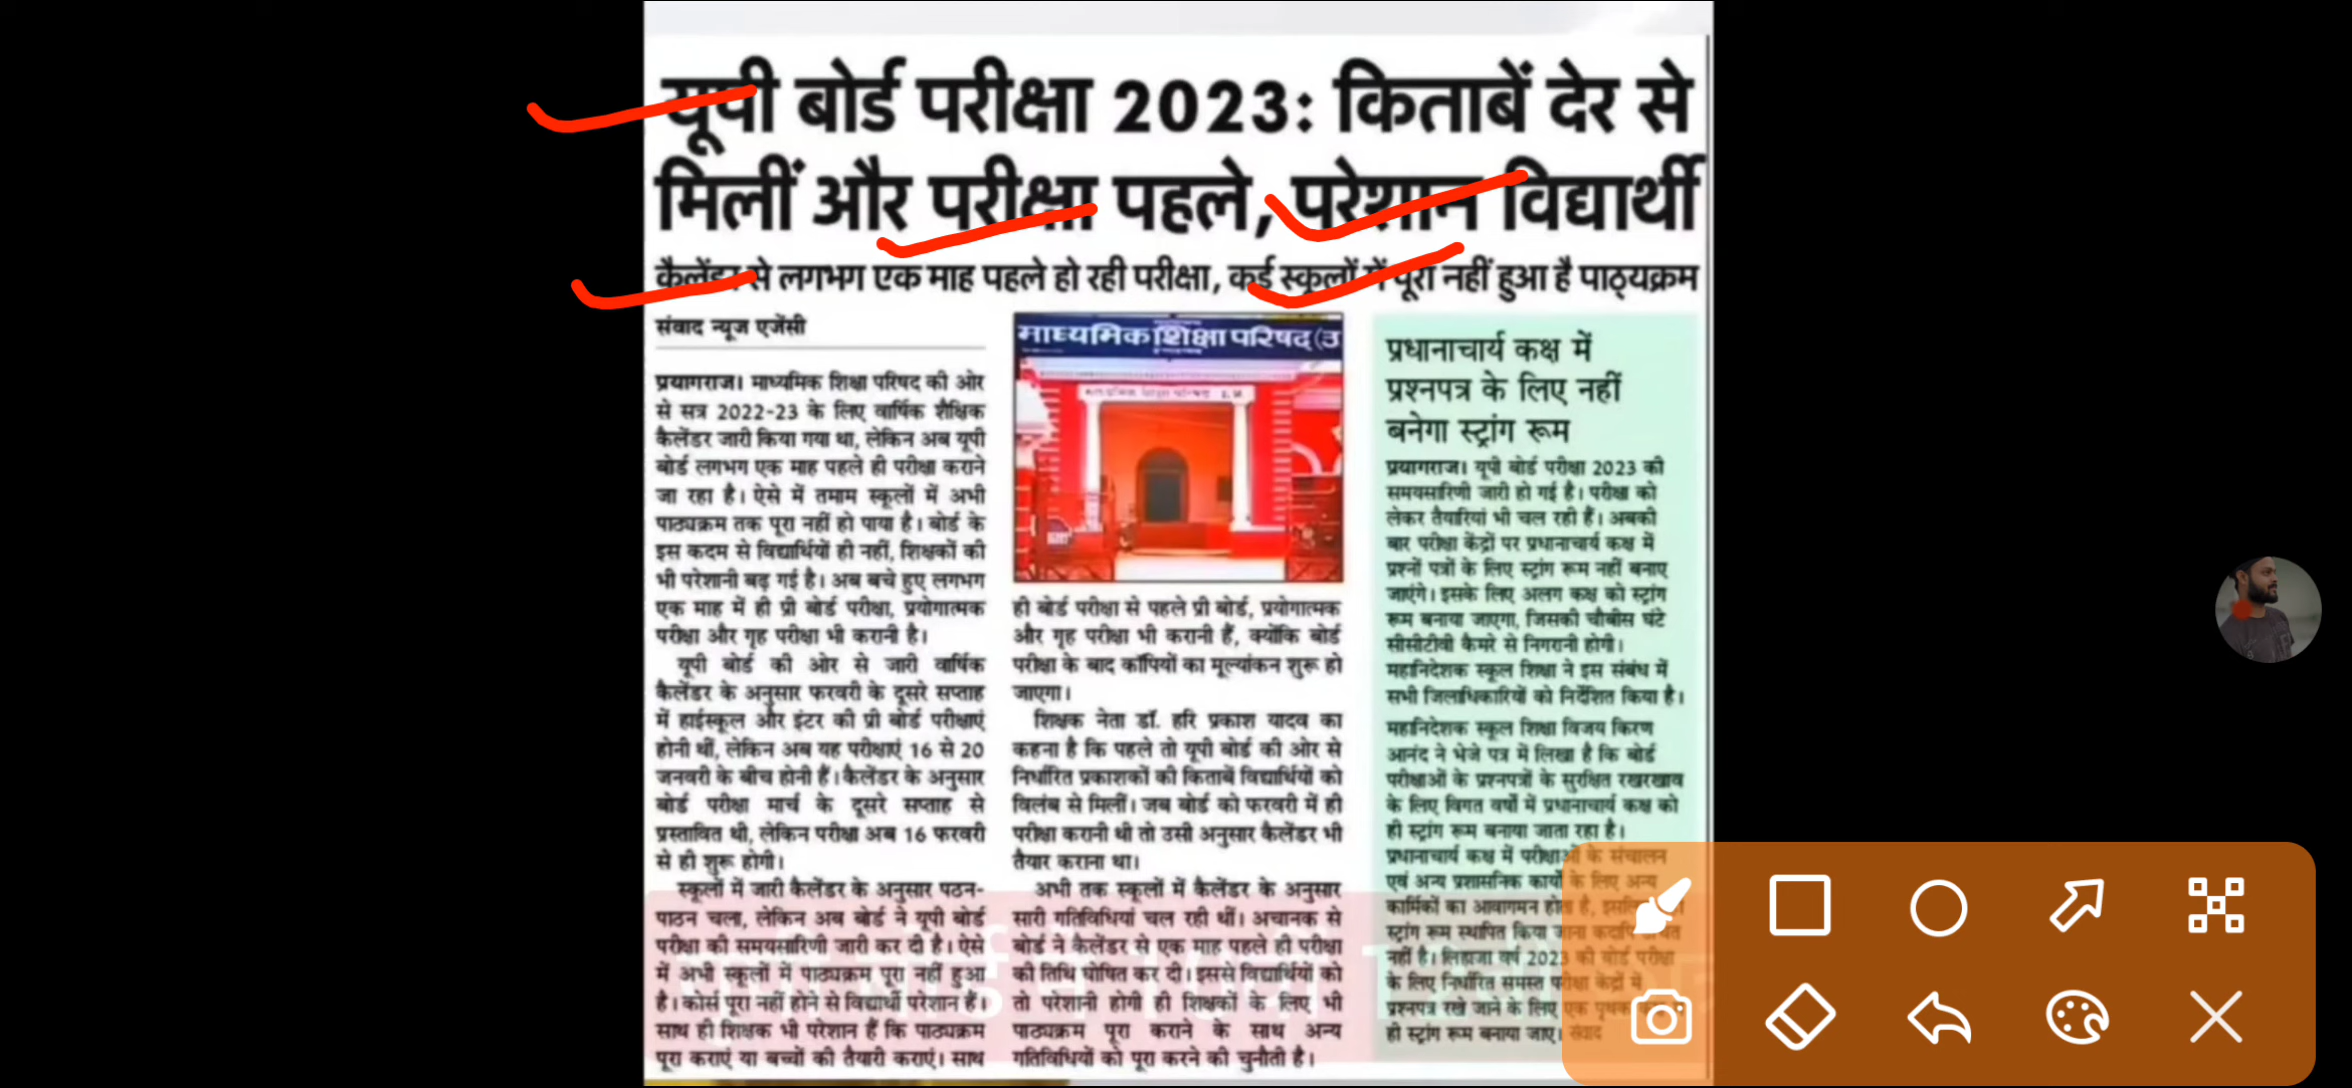 यूपी बोर्ड परीक्षा 2023: किताबें देर से
मिलीं और परीक्षा पहले, परेशान विद्यार्थी
कैलेंडर से लगभग एक माह पहले हो रही परीक्षा, कई स्कूलों में पूरा नहीं हुआ है पाठ्यक्रम
संवाद न्यूज एजेंसी
प्रयागराज। माध्यमिक शिक्षा परिषद की ओर
से सत्र 2022-23 के लिए वार्षिक शैक्षिक
कैलेंडर जारी किया गया था, लेकिन अब यूपी
बोर्ड लगभग एक माह पहले ही परीक्षा कराने
जा रहा है। ऐसे में तमाम स्कूलों में अभी
पाठ्यक्रम तक पूरा नहीं हो पाया है। बोर्ड के
इस कदम से विद्यार्थियों ही नहीं, शिक्षकों की
भी परेशानी बढ़ गई है। अब बचे हुए लगभग
एक माह में ही प्री बोर्ड परीक्षा, प्रयोगात्मक
परीक्षा और गृह परीक्षा भी करानी है।
यूपी बोर्ड की ओर से जारी वार्षिक
कैलेंडर के अनुसार फरवरी के दूसरे सप्ताह
में हाईस्कूल और इंटर की प्री बोर्ड परीक्षाएं
होनी थीं, लेकिन अब यह परीक्षाएं 16 से 20
जनवरी के बीच होनी हैं। कैलेंडर के अनुसार
बोर्ड परीक्षा मार्च के दूसरे सप्ताह से
प्रस्तावित थी, लेकिन परीक्षा अब 16 फरवरी
से ही शुरू होगी।
स्कूलों में जारी कैलेंडर के अनुसार पठन-
पाठन चला, लेकिन अब बोर्ड ने यूपी बोर्ड
परीक्षा की समयसारिणी जारी कर दी है। ऐसे
में अभी स्कूलों में पाठ्यक्रम पूरा नहीं हुआ
है। कोर्स पूरा नहीं होने से विद्यार्थी परेशान हैं।
साथ ही शिक्षक भी परेशान हैं कि पाठ्यक्रम
पूरा कराएं या बच्चों की तैयारी कराएं। साथ
माध्यमिक शिक्षा परिषद् (उ
ही बोर्ड परीक्षा से पहले प्री बोर्ड, प्रयोगात्मक
और गृह परीक्षा भी करानी हैं, क्योंकि बोर्ड
परीक्षा के बाद कॉपियों का मूल्यांकन शुरू हो
जाएगा।
शिक्षक नेता डॉ. हरि प्रकाश यादव का
कहना है कि पहले तो यूपी बोर्ड की ओर से
निर्धारित प्रकाशकों की किताबें विद्यार्थियों को
विलंब से मिलीं। जब बोर्ड को फरवरी में ही
परीक्षा करानी थी तो उसी अनुसार कैलेंडर भी
तैयार कराना था।
अभी तक स्कूलों में कैलेंडर के अनुसार
सारी गतिविधियां चल रही थीं। अचानक से
बोर्ड ने कैलेंडर से एक माह पहले ही परीक्षा
की तिथि घोषित कर दी। इससे विद्यार्थियों को
तो परेशानी होगी ही शिक्षकों के लिए भी
पाठ्यक्रम पूरा कराने के साथ अन्य
गतिविधियों को पूरा करने की चुनौती है।
प्रधानाचार्य कक्ष में
प्रश्नपत्र के लिए नहीं
बनेगा स्ट्रांग रूम
प्रयागराज। यूपी बोर्ड परीक्षा 2023 की
समयसारिणी जारी हो गई है। परीक्षा को
लेकर तैयारियां भी चल रही हैं। अबकी
बार परीक्षा केंद्रों पर प्रधानाचार्य कक्ष में
प्रश्नों पत्रों के लिए स्ट्रांग रूम नहीं बनाए
जाएंगे। इसके लिए अलग कक्ष को स्ट्रांग
रूम बनाया जाएगा, जिसकी चौबीस घंटे
सीसीटीवी कैमरे से निगरानी होगी।
महानिदेशक स्कूल शिक्षा ने इस संबंध में
सभी जिलाधिकारियों को निर्देशित किया है।
महानिदेशक स्कूल शिक्षा विजय किरण
आनंद ने भेजे पत्र में लिखा है कि बोर्ड
परीक्षाओं के प्रश्नपत्रों के सुरक्षित रखरखाव
के लिए विगत वर्षों में प्रधानाचार्य कक्ष को
ही स्ट्रांग रूम बनाया जाता रहा है।
प्रधानाचार्य कक्ष में परीक्षाओं के संचालन
एवं अन्य प्रशासनिक कार्यों के लिए अन्य
कार्मिकों का आवागमन होता है,
स्ट्रांग रूम स्थापित किया जाना कदापि
नहीं है। लिहाजा वर्ष 2023 की बोर्ड परीक्षा
के लिए निर्धारित समस्त परीक्षा केंद्रों में
प्रश्नपत्र रखे जाने के लिए एक पृथक
ही स्ट्रांग रूम बनाया जाए। संवाद